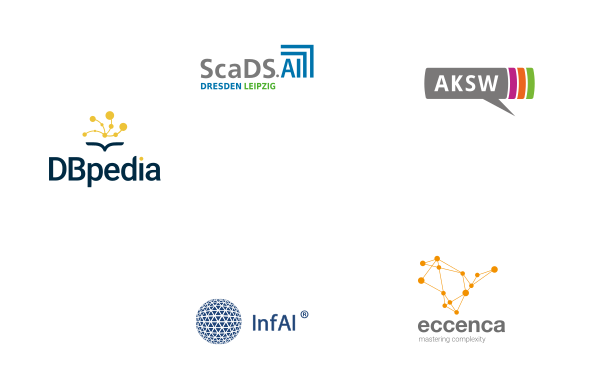 ScaDS.AI
DRESDEN LEIPZIG
AKSW
DBpedia
InfAI ®
eccenca
mastering complexity